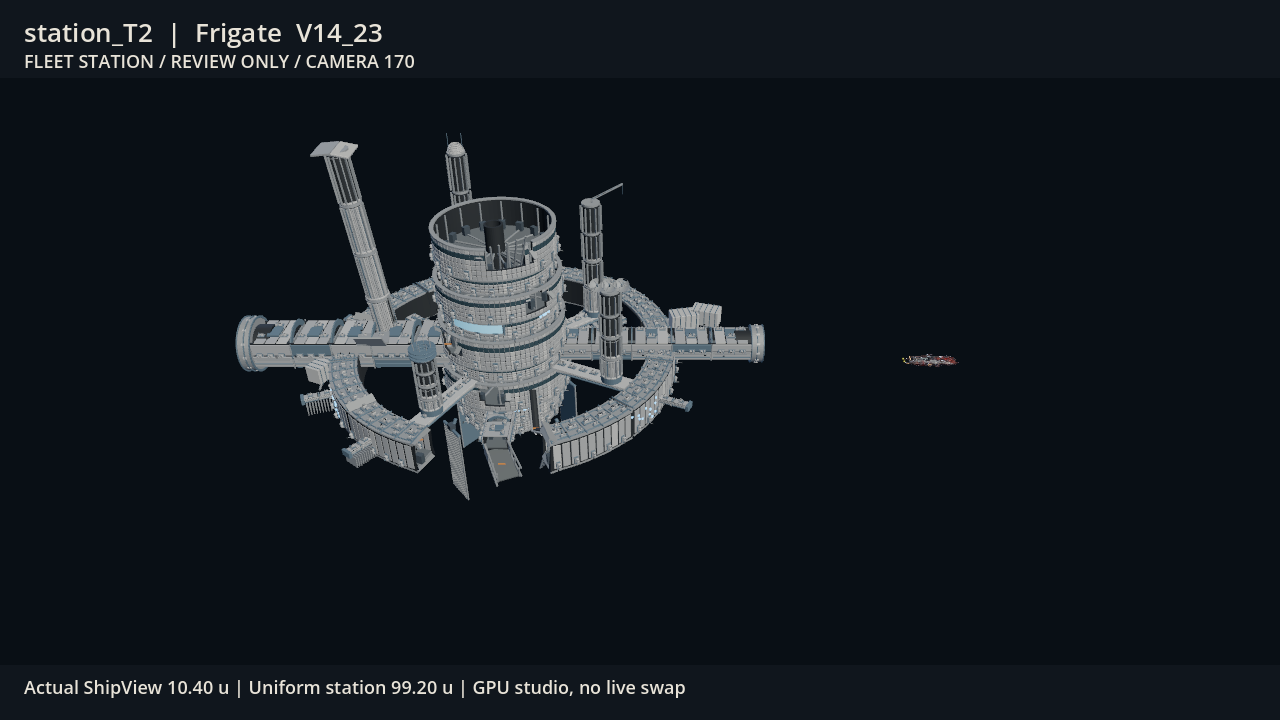 station_T2 | Frigate V14_23
FLEET STATION / REVIEW ONLY / CAMERA 170
Actual ShipView 10.40 u | Uniform station 99.20 u | GPU studio, no live swap